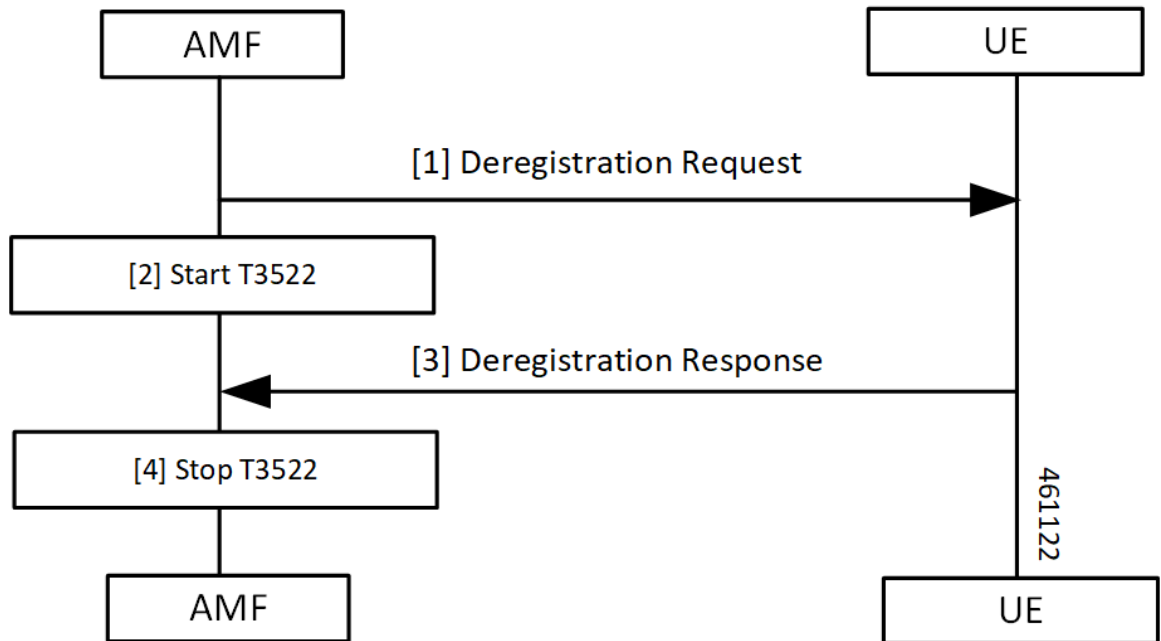 AMF
UE
[1] Deregistration Request
[2] Start T3522
[3] Deregistration Response
[4] Stop T3522
461122
AMF
UE